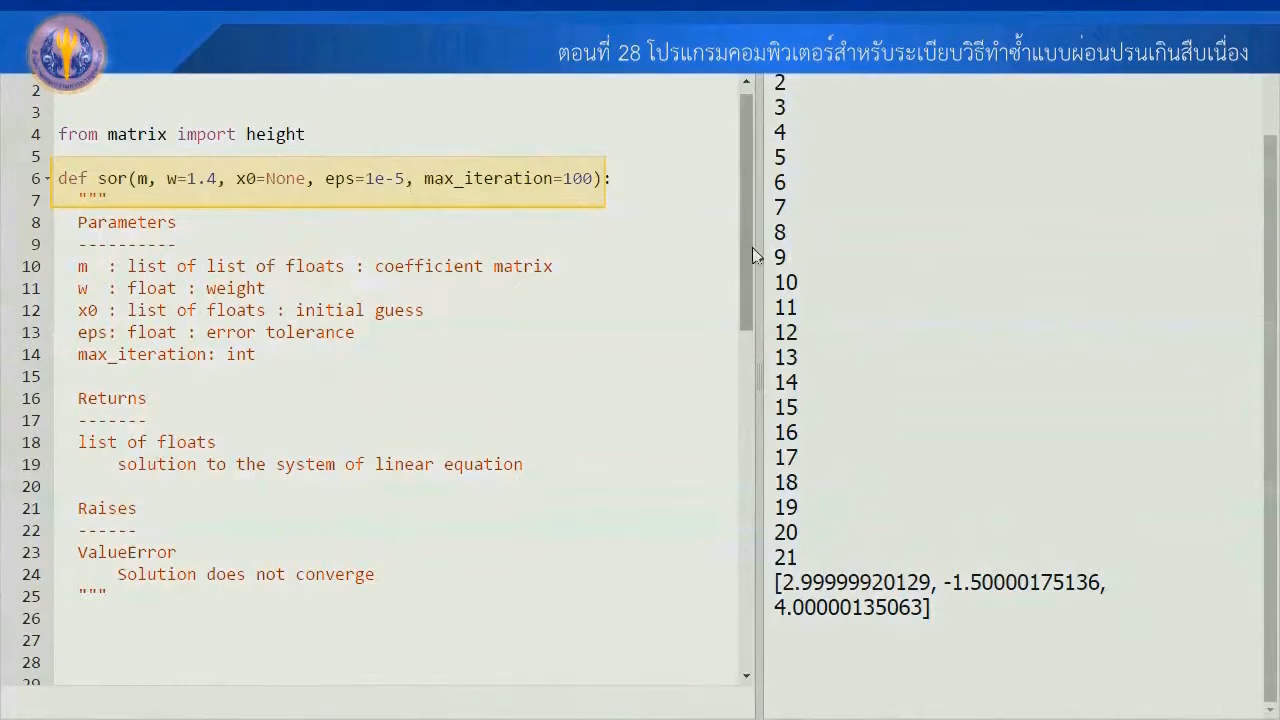 ตอนที่ 28 โปรแกรมคอมพิวเตอร์สำหรับระเบียบวิธีทำซ้ำแบบผ่อนปรนเกินสืบเนื่อง
2
3
4 from matrix import height
5
6 def sor(m, w=1.4, x0=None, eps=1e-5, max_iteration=100):
7 """
8 Parameters
9 ----------
10 m  : list of list of floats : coefficient matrix
11 w  : float : weight
12 x0 : list of floats : initial guess
13 eps: float : error tolerance
14 max_iteration: int
15
16 Returns
17 -------
18 list of floats
19 solution to the system of linear equation
20
21 Raises
22 ------
23 ValueError
24 Solution does not converge
25 """
26
27
28
29
2
3
4
5
6
7
8
9
10
11
12
13
14
15
16
17
18
19
20
21
[2.99999920129, -1.50000175136,
4.00000135063]